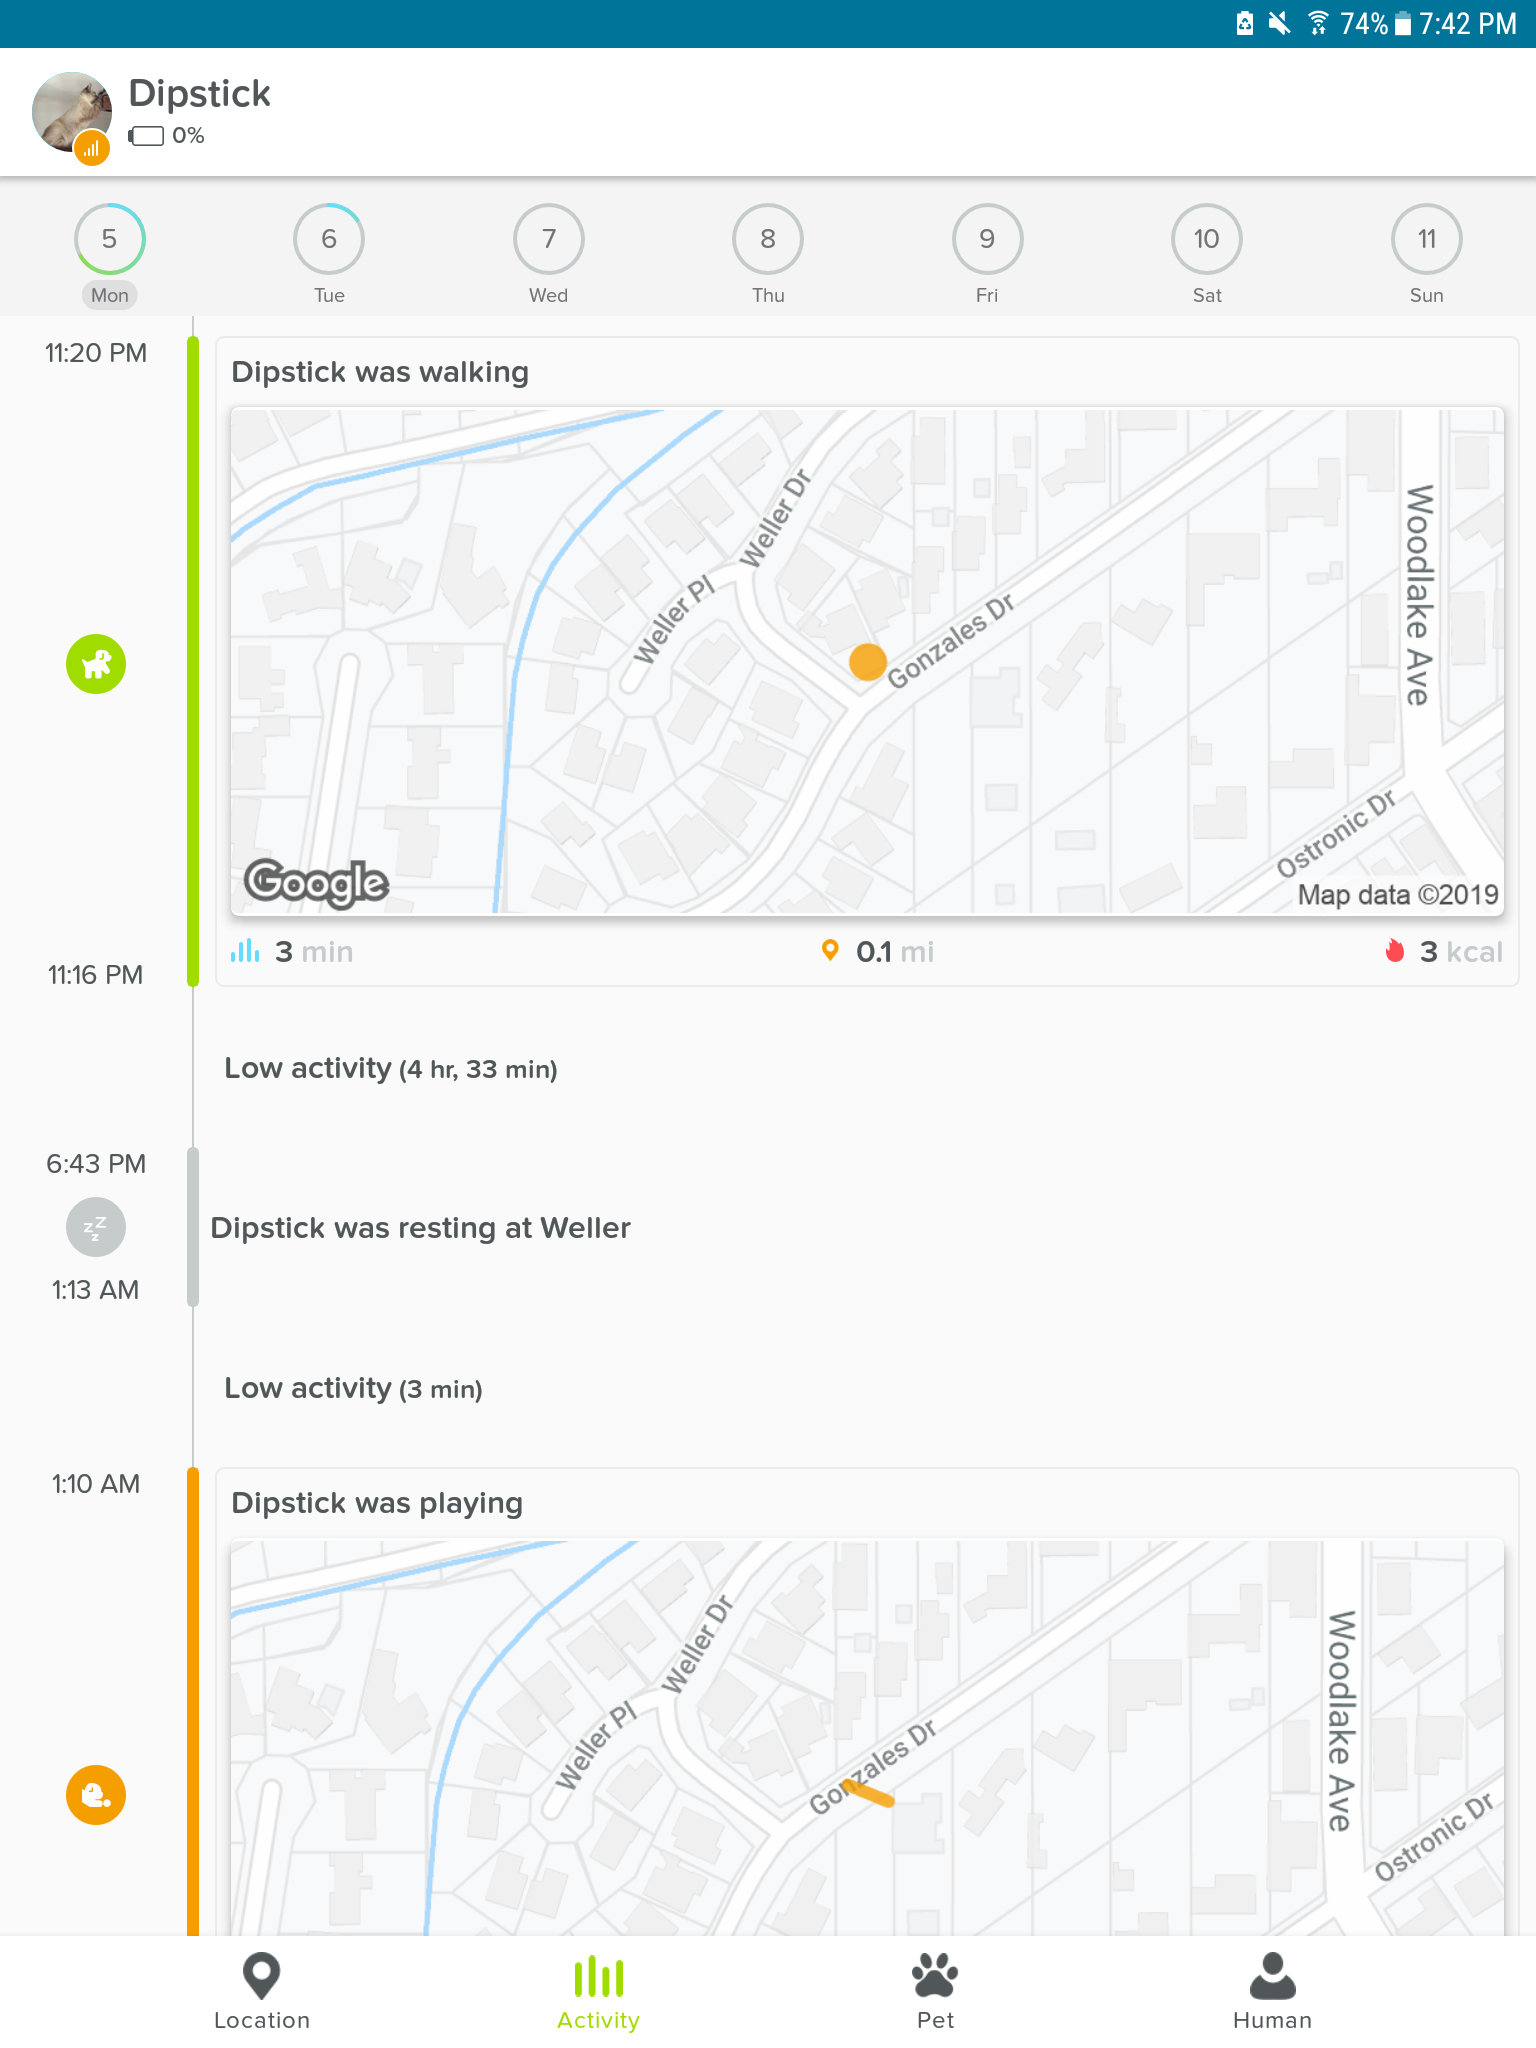 74% 7:42 PM
Dipstick
0%
5 6 7 8 9 10 11
Mon Tue Wed Thu Fri Sat Sun
11:20 PM
Dipstick was walking
Weller Dr
Weller Pl
Gonzales Dr
Woodlake Ave
Ostronic Dr
Google
Map data ©2019
3 min 0.1 mi 3 kcal
11:16 PM
Low activity (4 hr, 33 min)
6:43 PM
zzz
Dipstick was resting at Weller
1:13 AM
Low activity (3 min)
1:10 AM
Dipstick was playing
Weller Dr
Weller Pl
Gonzales Dr
Woodlake Ave
Ostronic Dr
Location Activity Pet Human